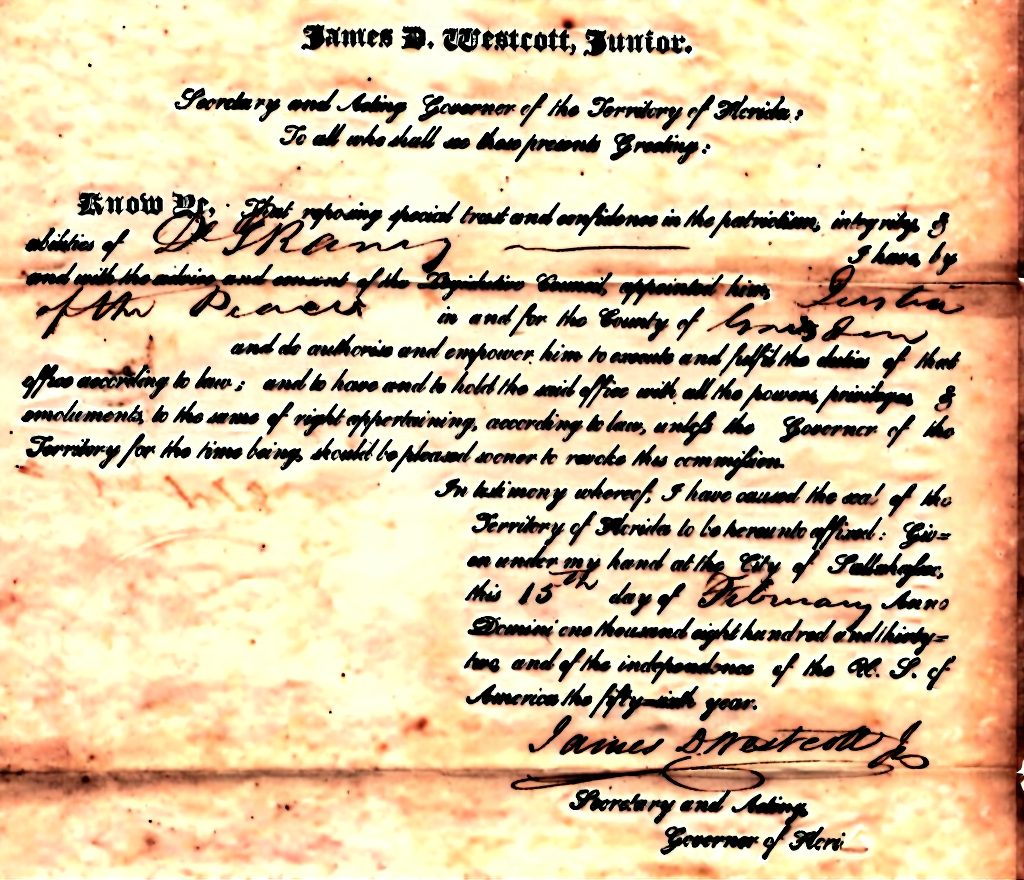 James D. Westcott, Junior.
Secretary and Acting Governor of the Territory of Florida;
To all who shall see these presents Greeting:
Know Ye, That reposing special trust and confidence in the patriotism, integrity, &
abilities of I have, by
and with the advice and consent of the Legislative Council, appointed him, Justice
of the Peace in and for the County of
and do authorise and empower him to execute and fulfil the duties of that
office according to law; and to have and to hold the said office with all the powers, privileges, &
emoluments, to the same of right appertaining, according to law, unless the Governor of the
Territory for the time being, should be pleased sooner to revoke this commission.
In testimony whereof, I have caused the seal of the
Territory of Florida to be hereunto affixed: Giv=
en under my hand at the City of Tallahassee,
this 15th day of February Anno
Domini one thousand eight hundred and thirty=
two, and of the independence of the U. S. of
America the fifty=sixth year.
James D. Westcott Jr
Secretary and Acting,
Governor of Flori